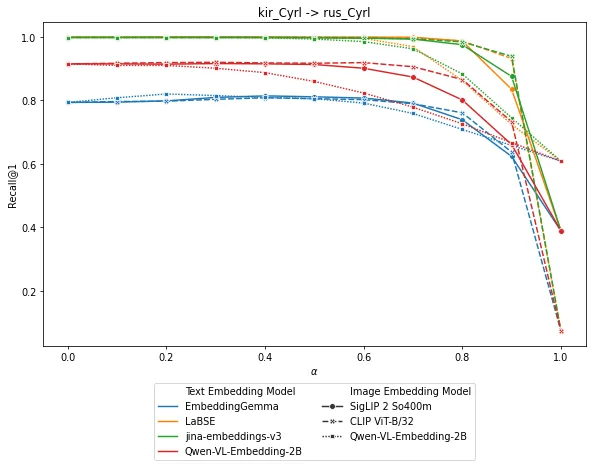 kir_Cyrl -> rus_Cyrl
Recall@1
1.0
0.8
0.6
0.4
0.2
0.0 0.2 0.4 0.6 0.8 1.0
α
Text Embedding Model
EmbeddingGemma
LaBSE
jina-embeddings-v3
Qwen-VL-Embedding-2B
Image Embedding Model
SigLIP 2 So400m
CLIP ViT-B/32
Qwen-VL-Embedding-2B